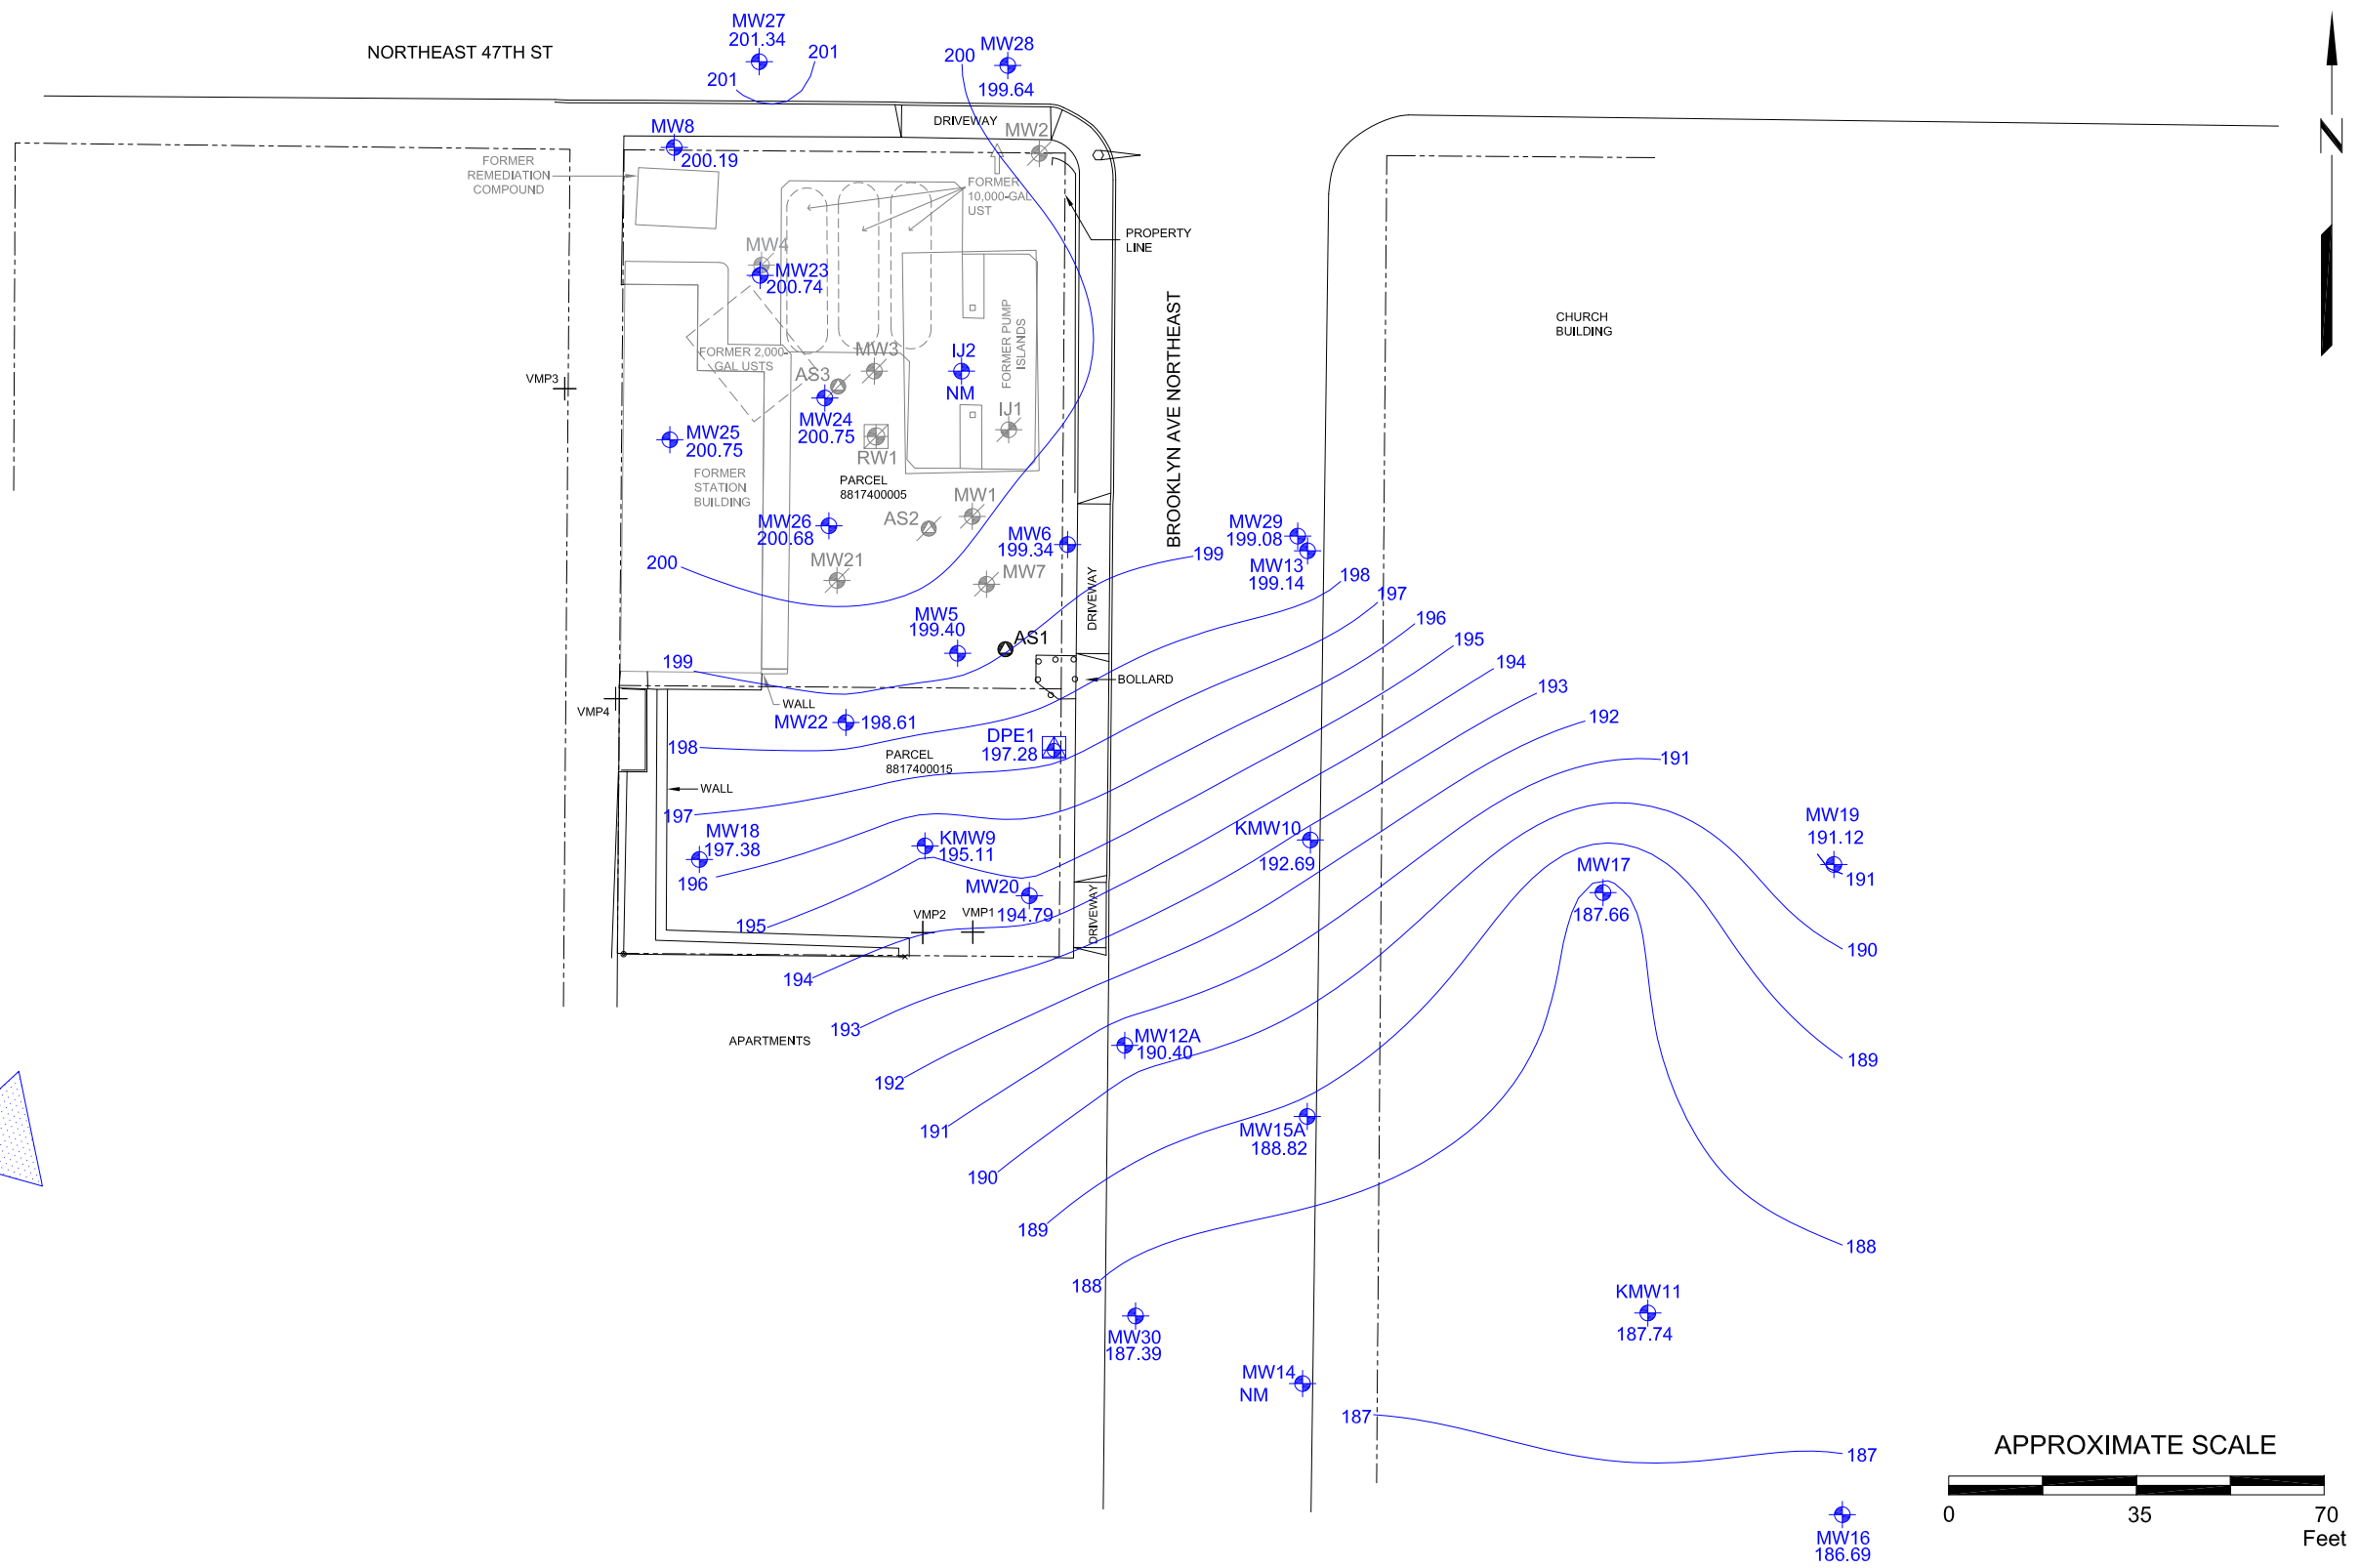 MW27
201.34
201
201
NORTHEAST 47TH ST
200
MW28
199.64
DRIVEWAY
MW2
MW8
200.19
FORMER
REMEDIATION
COMPOUND
FORMER
10,000-GAL
UST
PROPERTY
LINE
N
MW4
MW23
200.74
FORMER PUMP
ISLANDS
BROOKLYN AVE NORTHEAST
CHURCH
BUILDING
FORMER 2,000-
GAL USTS
MW3
AS3
IJ2
NM
VMP3
MW24
200.75
IJ1
MW25
200.75
RW1
FORMER
STATION
BUILDING
PARCEL
8817400005
MW1
AS2
MW26
200.68
MW6
199.34
MW29
199.08
MW13
199.14
200
MW21
MW7
199
198
DRIVEWAY
197
196
MW5
199.40
AS1
195
199
194
BOLLARD
193
VMP4
WALL
MW22
198.61
192
198
DPE1
197.28
PARCEL
8817400015
191
WALL
197
MW18
197.38
KMW9
195.11
KMW10
192.69
MW19
191.12
191
MW17
187.66
196
MW20
194.79
DRIVEWAY
VMP2
VMP1
195
190
194
193
APARTMENTS
MW12A
190.40
189
192
191
MW15A
188.82
190
189
188
188
KMW11
187.74
MW30
187.39
MW14
NM
187
187
APPROXIMATE SCALE
0
35
70
Feet
MW16
186.69